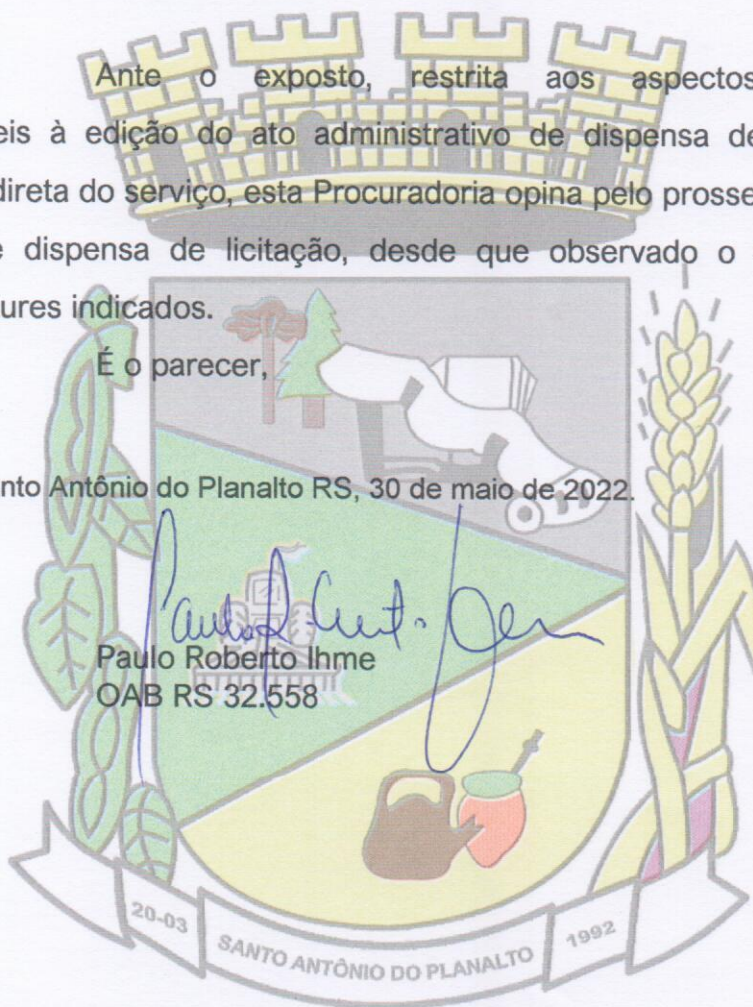 Ante o exposto, restrita aos aspectos
eis à edição do ato administrativo de dispensa de
direta do serviço, esta Procuradoria opina pelo prosse
e dispensa de licitação, desde que observado o
ures indicados.
É o parecer,
nto Antônio do Planalto RS, 30 de maio de 2022.
Paulo Roberto Ihme
OAB RS 32.558
20-03 SANTO ANTÔNIO DO PLANALTO 1992